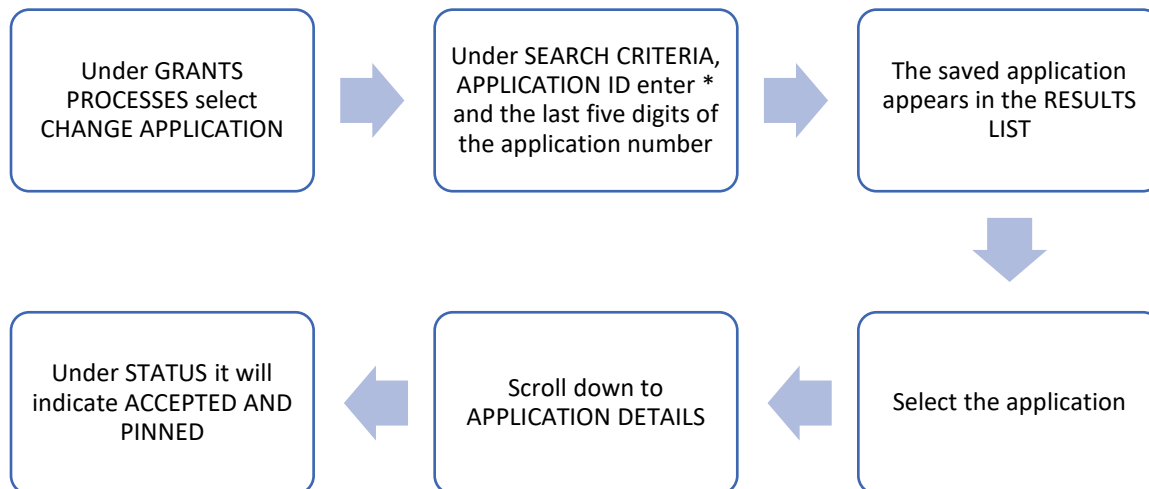 Under GRANTS
PROCESSES select
CHANGE APPLICATION
Under SEARCH CRITERIA,
APPLICATION ID enter *
and the last five digits of
the application number
The saved application
appears in the RESULTS
LIST
Select the application
Scroll down to
APPLICATION DETAILS
Under STATUS it will
indicate ACCEPTED AND
PINNED